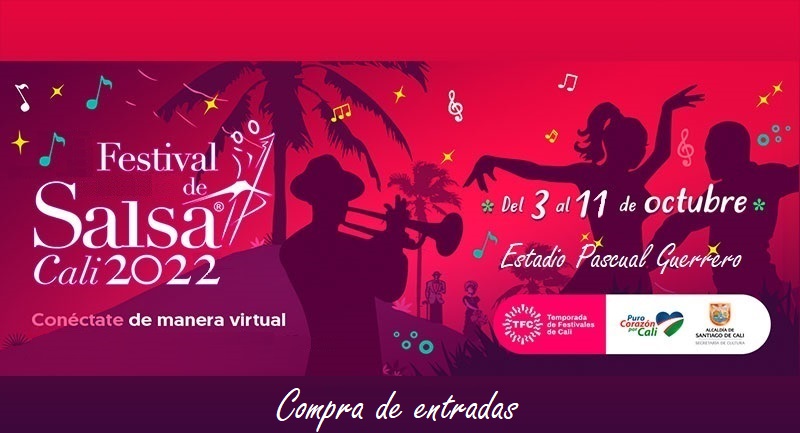 Festival
de
Salsa®
Cali 2022
Conéctate de manera virtual
* Del 3 al 11 de octubre *
Estadio Pascual Guerrero
TFC
Temporada
de Festivales
de Cali
Puro
Corazón
por Cali
ALCALDÍA DE
SANTIAGO DE CALI
SECRETARÍA DE CULTURA
Compra de entradas